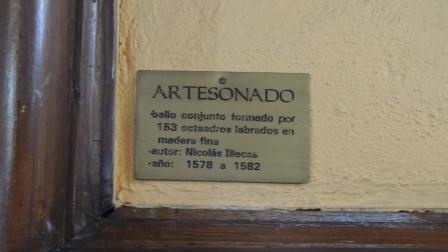 ARTESONADO
·bello conjunto formado por
153 octaedros labrados en
madera fina
·autor: Nicolás Illecas
·año: 1578 a 1582